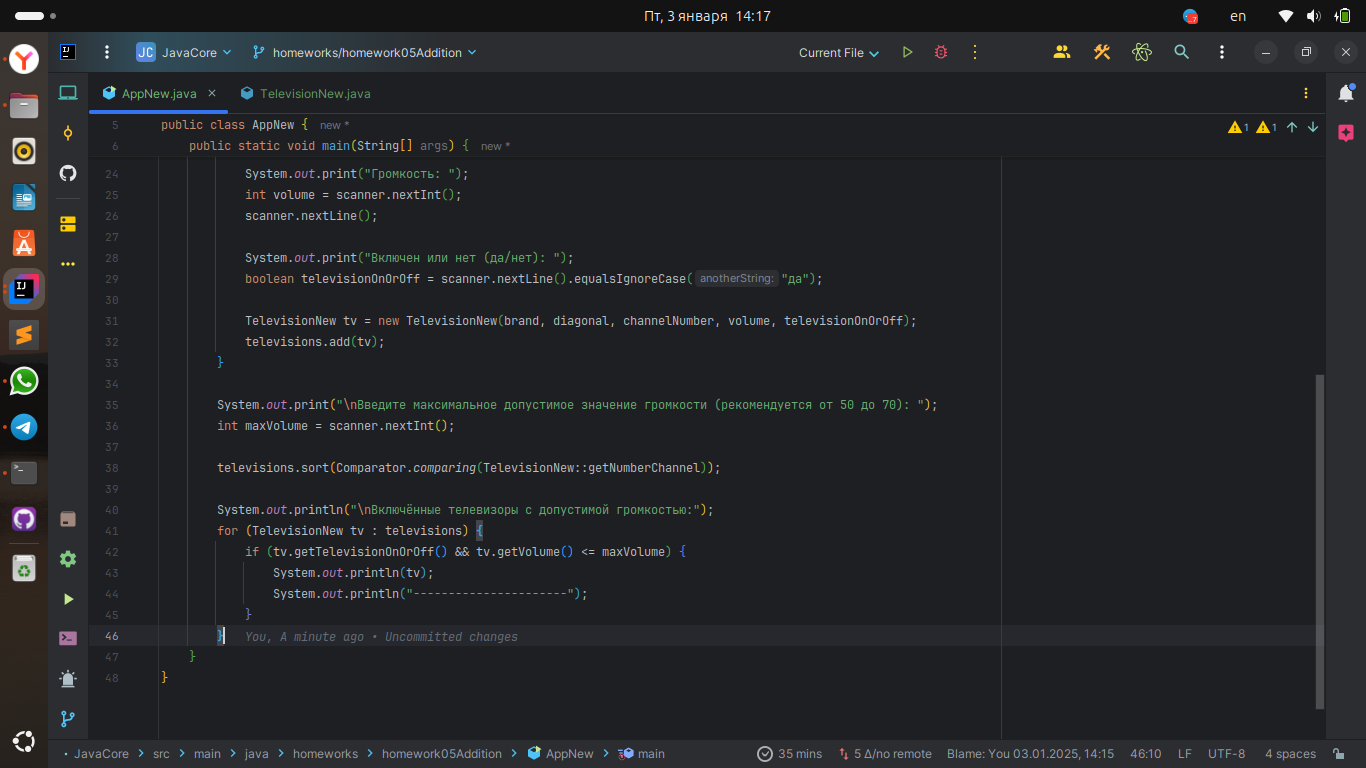 Пт, 3 января 14:17
en
JC JavaCore homeworks/homework05Addition Current File
AppNew.java TelevisionNew.java
5 public class AppNew { new *
1 1
6 public static void main(String[] args) { new *
24 System.out.print("Громкость: ");
25 int volume = scanner.nextInt();
26 scanner.nextLine();
27
28 System.out.print("Включен или нет (да/нет): ");
29 boolean televisionOnOrOff = scanner.nextLine().equalsIgnoreCase( anotherString: "да");
30
31 TelevisionNew tv = new TelevisionNew(brand, diagonal, channelNumber, volume, televisionOnOrOff);
32 televisions.add(tv);
33 }
34
35 System.out.print("\nВведите максимальное допустимое значение громкости (рекомендуется от 50 до 70): ");
36 int maxVolume = scanner.nextInt();
37
38 televisions.sort(Comparator.comparing(TelevisionNew::getNumberChannel));
39
40 System.out.println("\nВключённые телевизоры с допустимой громкостью:");
41 for (TelevisionNew tv : televisions) {
42 if (tv.getTelevisionOnOrOff() && tv.getVolume() <= maxVolume) {
43 System.out.println(tv);
44 System.out.println("----------------------");
45 }
46 } You, A minute ago • Uncommitted changes
47 }
48 }
JavaCore > src > main > java > homeworks > homework05Addition > AppNew > main 35 mins 5 Δ/no remote Blame: You 03.01.2025, 14:15 46:10 LF UTF-8 4 spaces